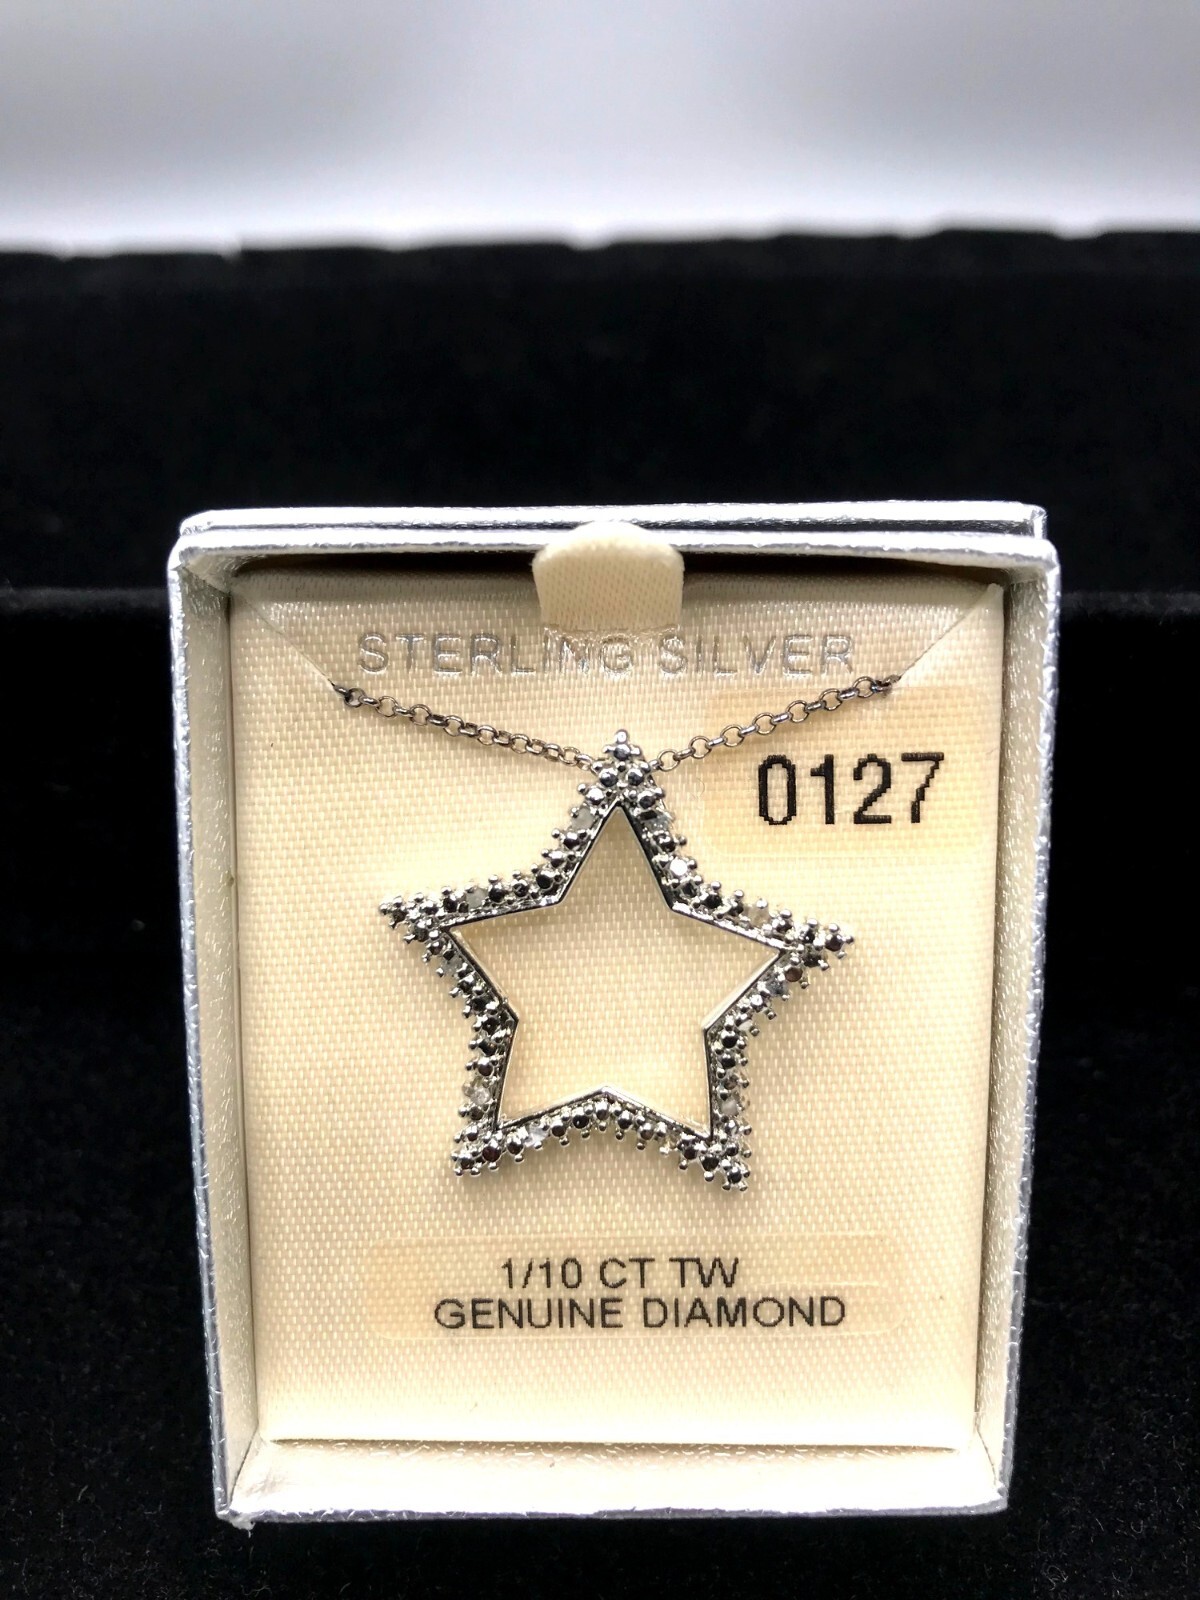 STERLING SILVER
0127
1/10 CT TW
GENUINE DIAMOND